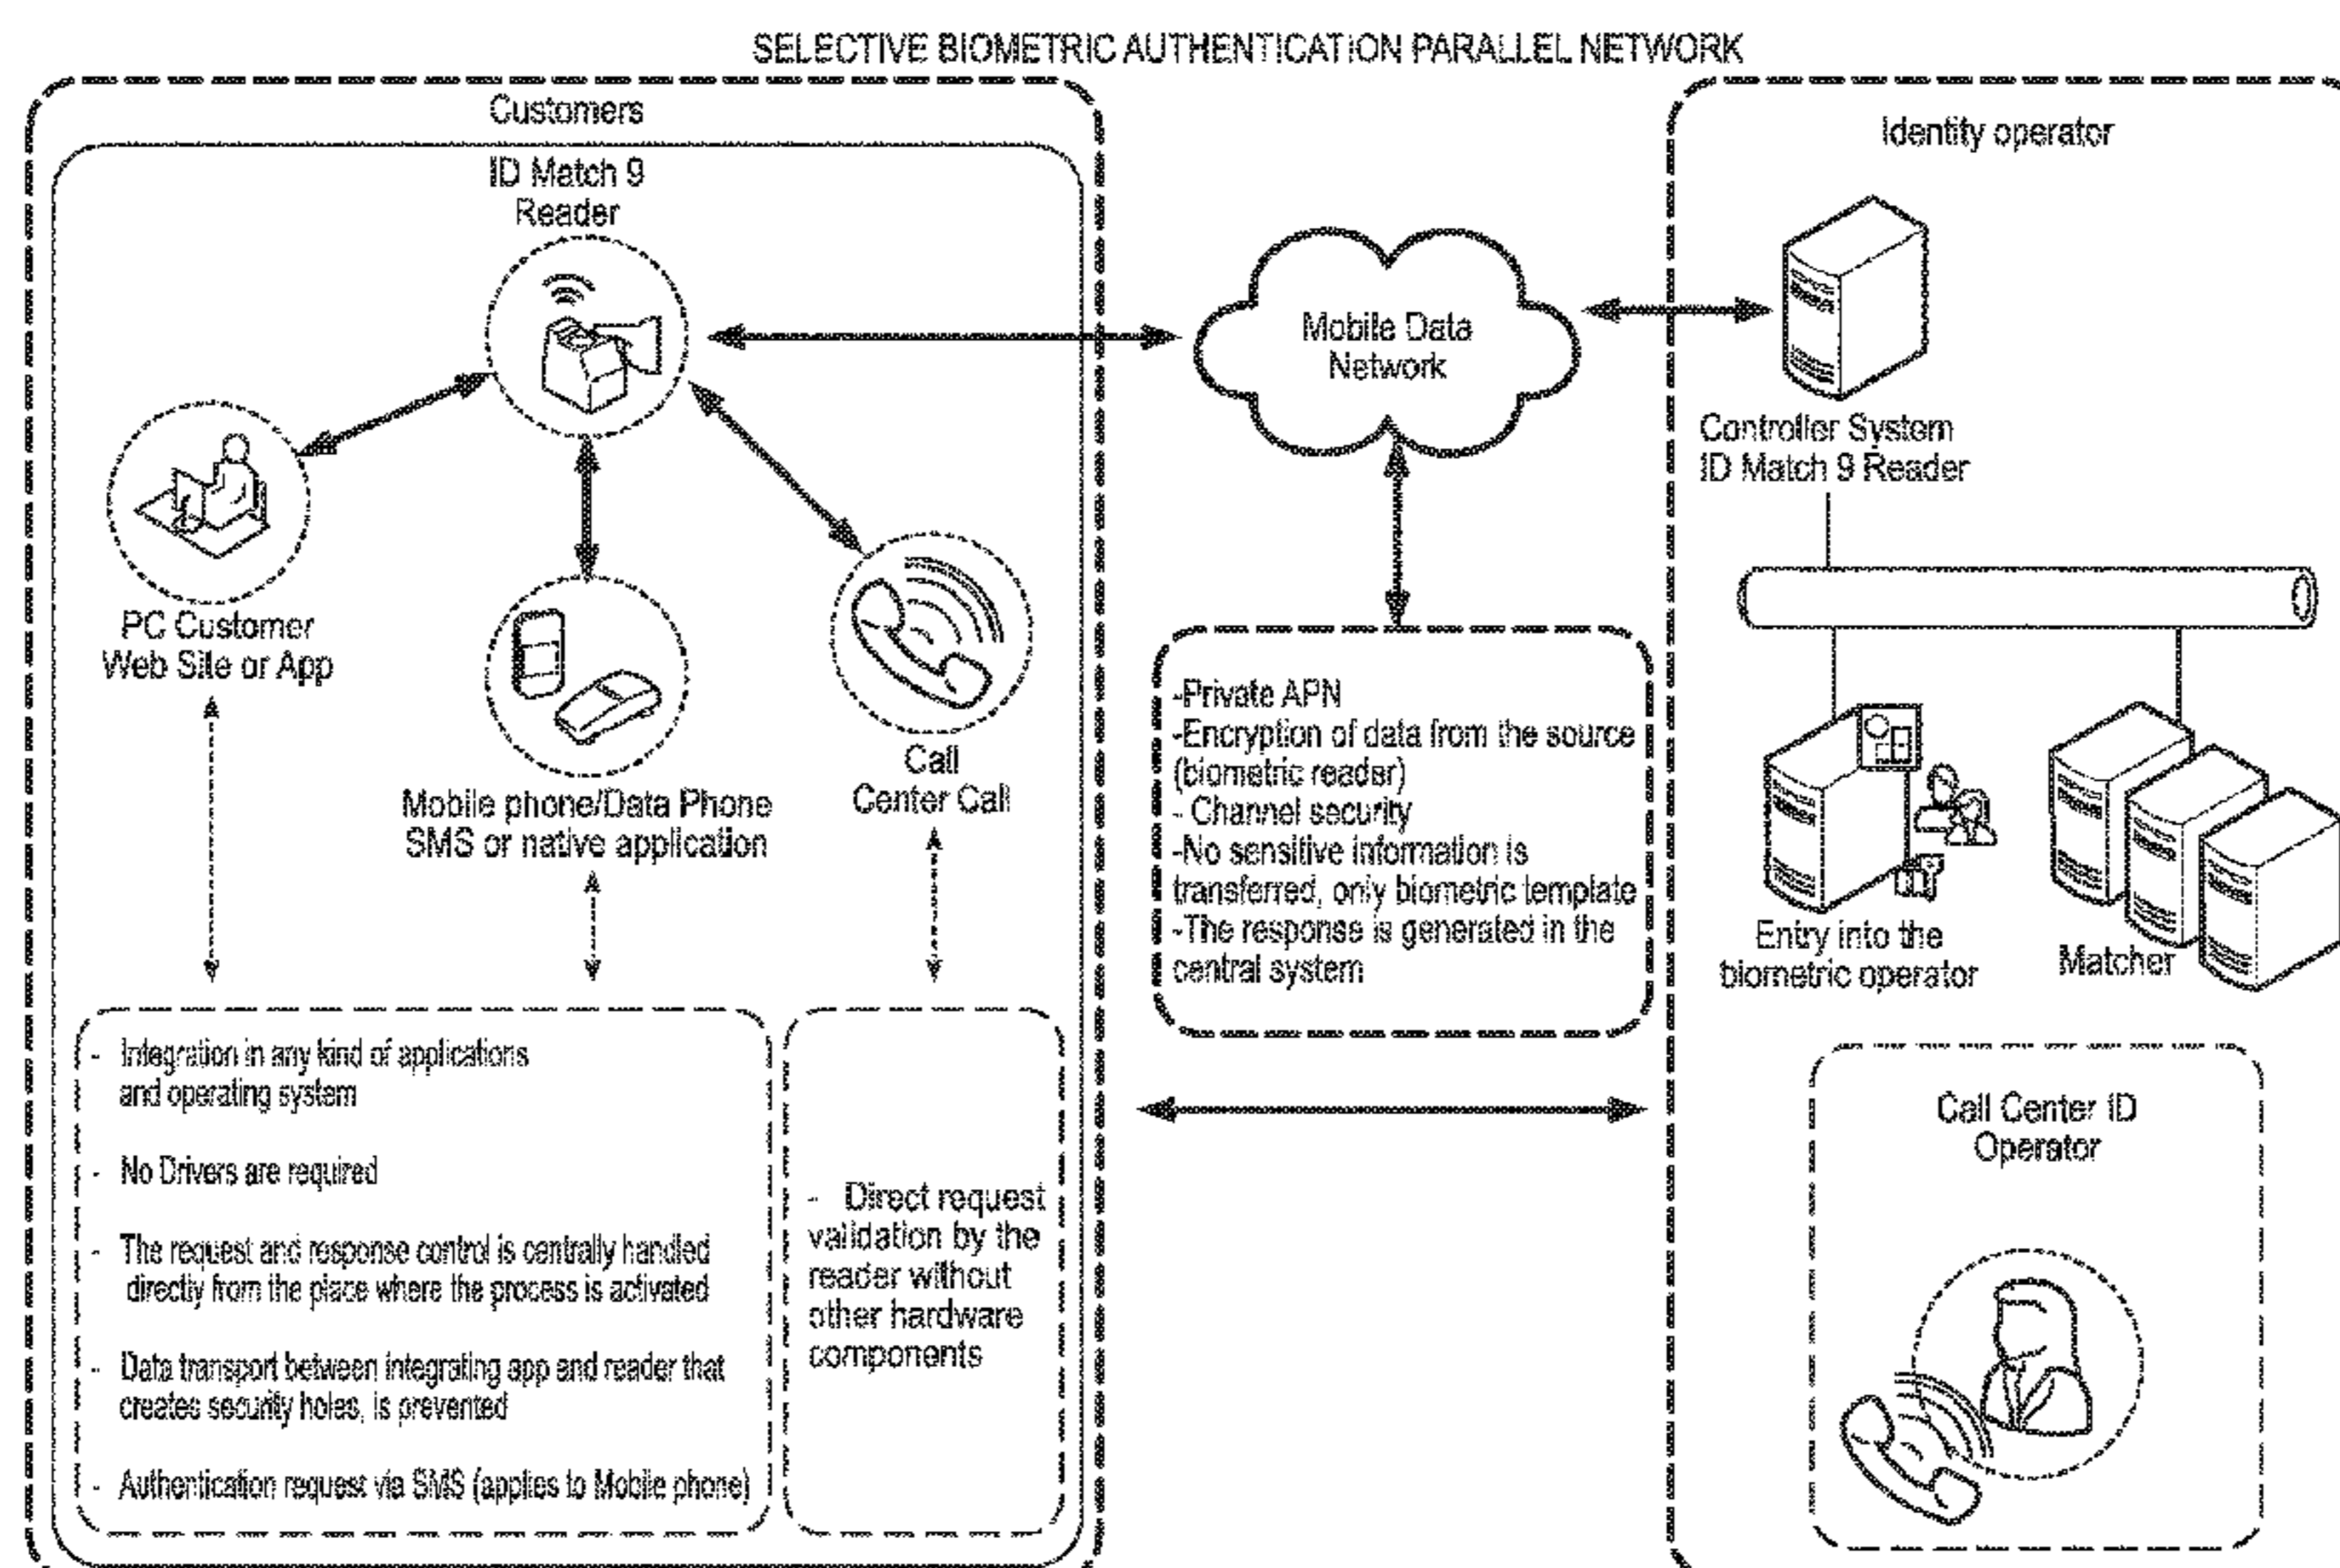 SELECTIVE BIOMETRIC AUTHENTICATION PARALLEL NETWORK
Customers
ID Match 9
Reader
PC Customer
Web Site or App
Mobile phone/Data Phone
SMS or native application
Call
Center Call
- Integration in any kind of applications
and operating system
- No Drivers are required
- The request and response control is centrally handled
directly from the place where the process is activated
- Data transport between integrating app and reader that
creates security holes, is prevented
- Authentication request via SMS (applies to Mobile phone)
- Direct request
validation by the
reader without
other hardware
components
Mobile Data
Network
-Private APN
-Encryption of data from the source
(biometric reader)
- Channel security
-No sensitive information is
transferred, only biometric template
-The response is generated in the
central system
Identity operator
Controller System
ID Match 9 Reader
Entry into the
biometric operator
Matcher
Call Center ID
Operator